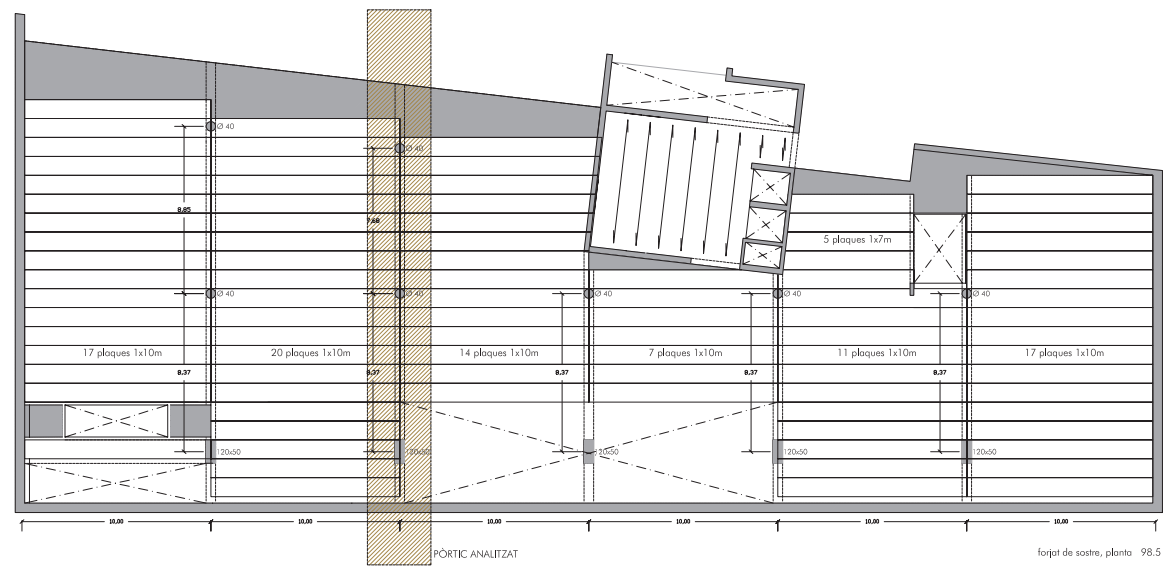 Ø 40
Ø 40
8,85
7,68
5 plaques 1x7m
Ø 40
Ø 40
Ø 40
Ø 40
Ø 40
17 plaques 1x10m
20 plaques 1x10m
14 plaques 1x10m
7 plaques 1x10m
11 plaques 1x10m
17 plaques 1x10m
8,37
8,37
8,37
8,37
8,37
120x50
120x50
120x50
120x50
120x50
10,00
10,00
10,00
10,00
10,00
10,00
PÒRTIC ANALITZAT
forjat de sostre, planta 98.5